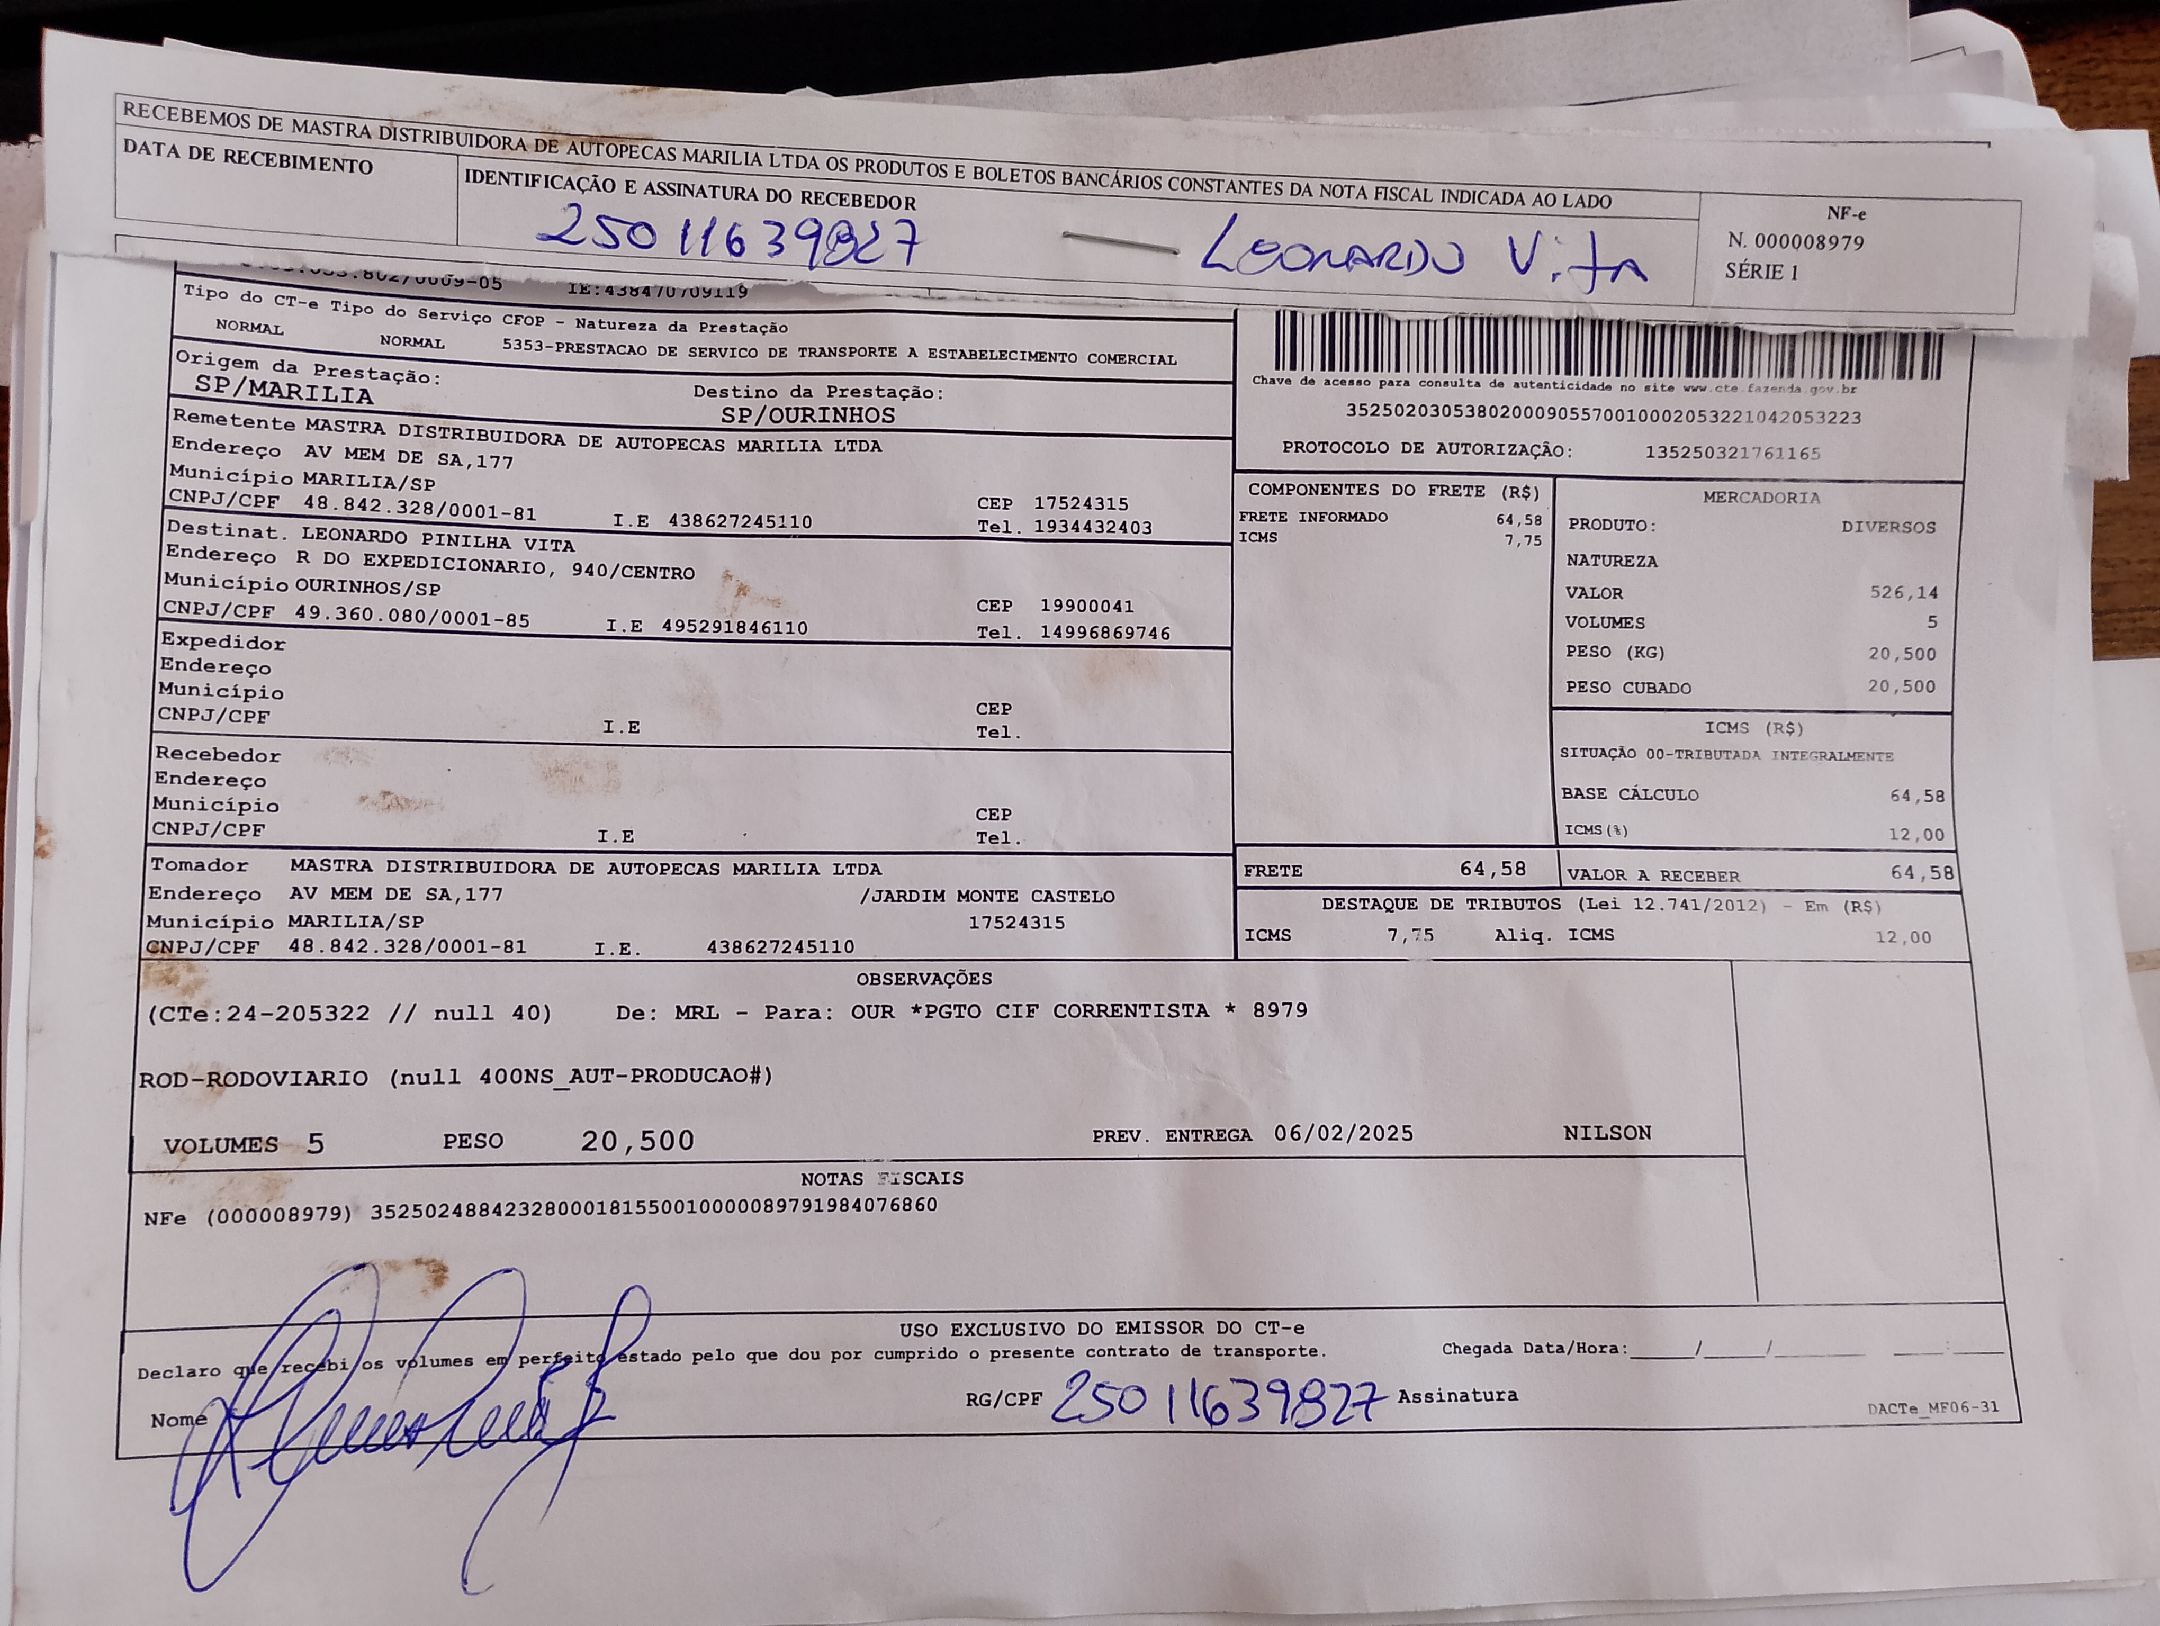 RECEBEMOS DE MASTRA DISTRIBUIDORA DE AUTOPECAS MARILIA LTDA OS PRODUTOS E BOLETOS BANCÁRIOS CONSTANTES DA NOTA FISCAL INDICADA AO LADO
DATA DE RECEBIMENTO
IDENTIFICAÇÃO E ASSINATURA DO RECEBEDOR
25011639827 — LEONARDO VitA
NF-e
N. 000008979
SÉRIE 1
IE:438470709119
Tipo do CT-e Tipo do Serviço CFOP - Natureza da Prestação
NORMAL NORMAL 5353-PRESTACAO DE SERVICO DE TRANSPORTE A ESTABELECIMENTO COMERCIAL
Origem da Prestação: Destino da Prestação:
SP/MARILIA SP/OURINHOS
Remetente MASTRA DISTRIBUIDORA DE AUTOPECAS MARILIA LTDA
Endereço AV MEM DE SA,177
Município MARILIA/SP CEP 17524315
CNPJ/CPF 48.842.328/0001-81 I.E 438627245110 Tel. 1934432403
Destinat. LEONARDO PINILHA VITA
Endereço R DO EXPEDICIONARIO, 940/CENTRO
Município OURINHOS/SP CEP 19900041
CNPJ/CPF 49.360.080/0001-85 I.E 495291846110 Tel. 14996869746
Expedidor
Endereço
Município CEP
CNPJ/CPF I.E Tel.
Recebedor
Endereço
Município CEP
CNPJ/CPF I.E Tel.
Tomador MASTRA DISTRIBUIDORA DE AUTOPECAS MARILIA LTDA
Endereço AV MEM DE SA,177 /JARDIM MONTE CASTELO
Município MARILIA/SP 17524315
CNPJ/CPF 48.842.328/0001-81 I.E. 438627245110
Chave de acesso para consulta de autenticidade no site www.cte.fazenda.gov.br
35250203053802000905570010002053221042053223
PROTOCOLO DE AUTORIZAÇÃO: 135250321761165
COMPONENTES DO FRETE (R$)
FRETE INFORMADO 64,58
ICMS 7,75
MERCADORIA
PRODUTO: DIVERSOS
NATUREZA
VALOR 526,14
VOLUMES 5
PESO (KG) 20,500
PESO CUBADO 20,500
ICMS (R$)
SITUAÇÃO 00-TRIBUTADA INTEGRALMENTE
BASE CÁLCULO 64,58
ICMS(%) 12,00
FRETE 64,58 VALOR A RECEBER 64,58
DESTAQUE DE TRIBUTOS (Lei 12.741/2012) - Em (R$)
ICMS 7,75 Aliq. ICMS 12,00
OBSERVAÇÕES
(CTe:24-205322 // null 40) De: MRL - Para: OUR *PGTO CIF CORRENTISTA * 8979
ROD-RODOVIARIO (null 400NS_AUT-PRODUCAO#)
VOLUMES 5 PESO 20,500 PREV. ENTREGA 06/02/2025 NILSON
NOTAS FISCAIS
NFe (000008979) 35250248842328000181550010000089791984076860
USO EXCLUSIVO DO EMISSOR DO CT-e
Declaro que recebi os volumes em perfeito estado pelo que dou por cumprido o presente contrato de transporte. Chegada Data/Hora:____/____/____ ___:___
Nome RG/CPF 25011639827 Assinatura
DACTe_MF06-31